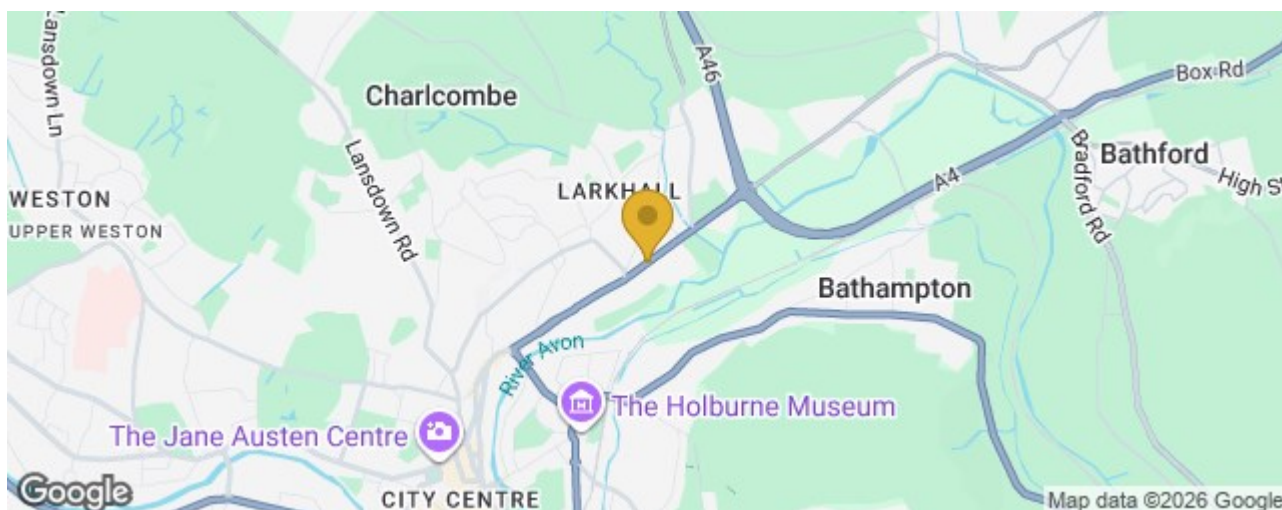 Lansdown Ln
Charlcombe
A46
Box Rd
Lansdown Rd
LARKHALL
A4
Bradford Rd
Bathford
High S
WESTON
UPPER WESTON
Bathampton
River Avon
The Holburne Museum
The Jane Austen Centre
CITY CENTRE
Google
Map data ©2026 Google